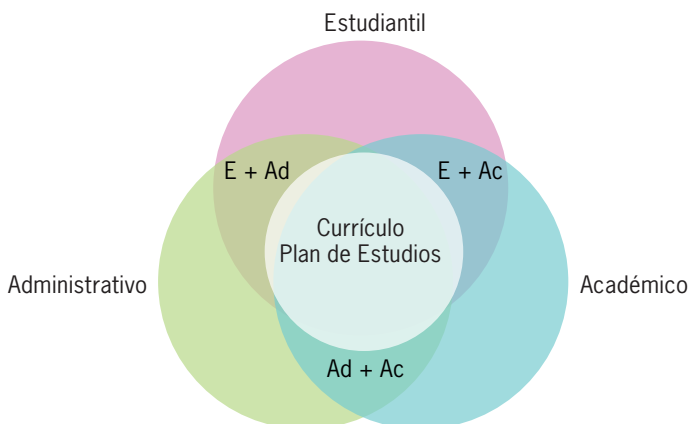 Estudiantil
E + Ad
E + Ac
Currículo
Plan de Estudios
Administrativo
Académico
Ad + Ac